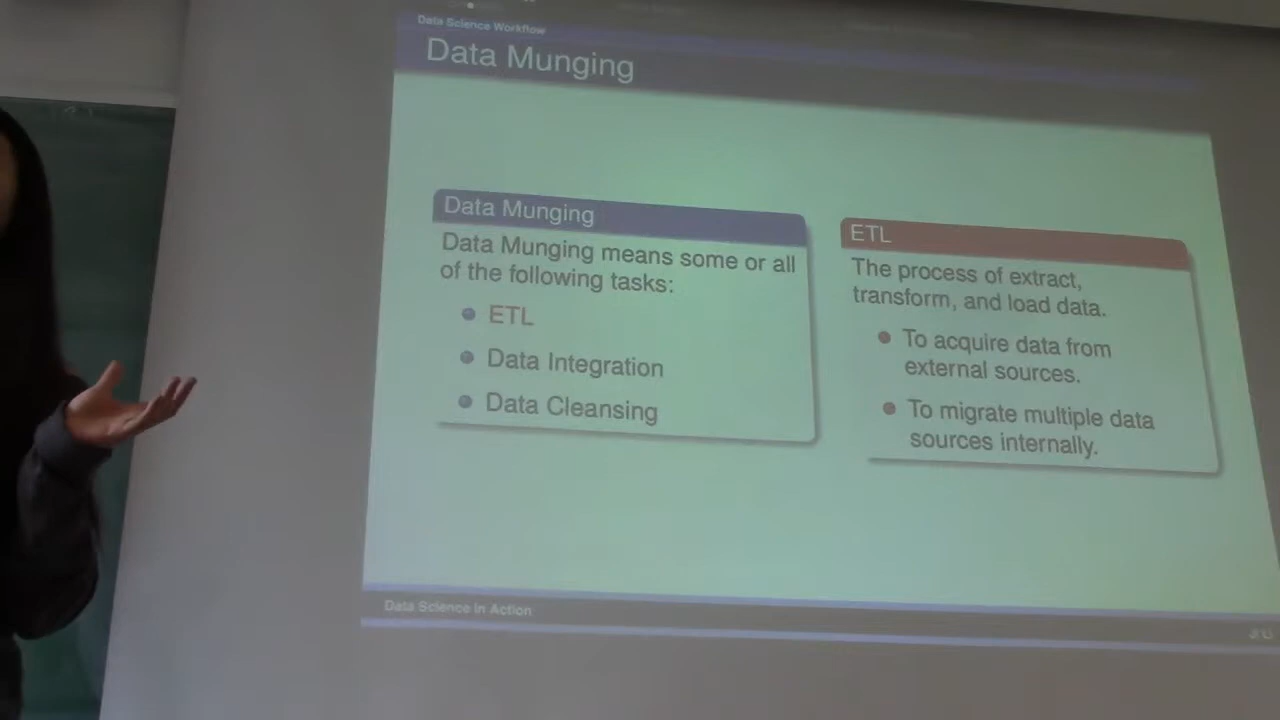 Data Science Workflow
Data Munging
Data Munging
Data Munging means some or all
of the following tasks:
ETL
Data Integration
Data Cleansing
ETL
The process of extract,
transform, and load data.
To acquire data from
external sources.
To migrate multiple data
sources internally.
Data Science in Action